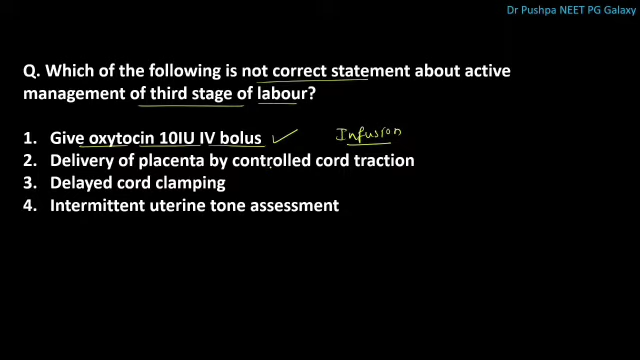 Dr Pushpa NEET PG Galaxy
Q. Which of the following is not correct statement about active
management of third stage of labour?
1. Give oxytocin 10IU IV bolus Infusion
2. Delivery of placenta by controlled cord traction
3. Delayed cord clamping
4. Intermittent uterine tone assessment